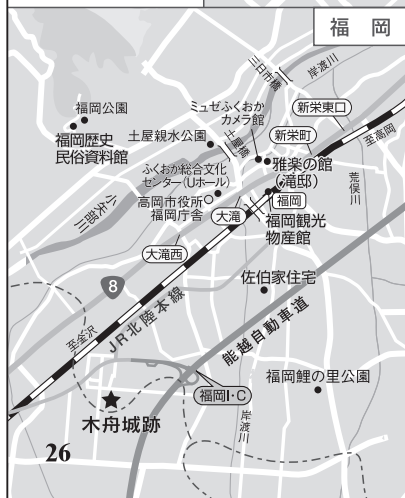 福岡
三日市橋
岸渡川
福岡公園
福岡歴史
民俗資料館
ミュゼふくおか
カメラ館
新栄東口
土屋親水公園
土屋橋
新栄町
至高岡
雅楽の館
(滝邸)
荒俣川
ふくおか総合文化
センター(Uホール)
高岡市役所
福岡庁舎
大滝
福岡
福岡観光
物産館
小矢部川
大滝西
8
佐伯家住宅
至金沢
JR北陸本線
能越自動車道
福岡I・C
岸渡川
福岡鯉の里公園
木舟城跡
26